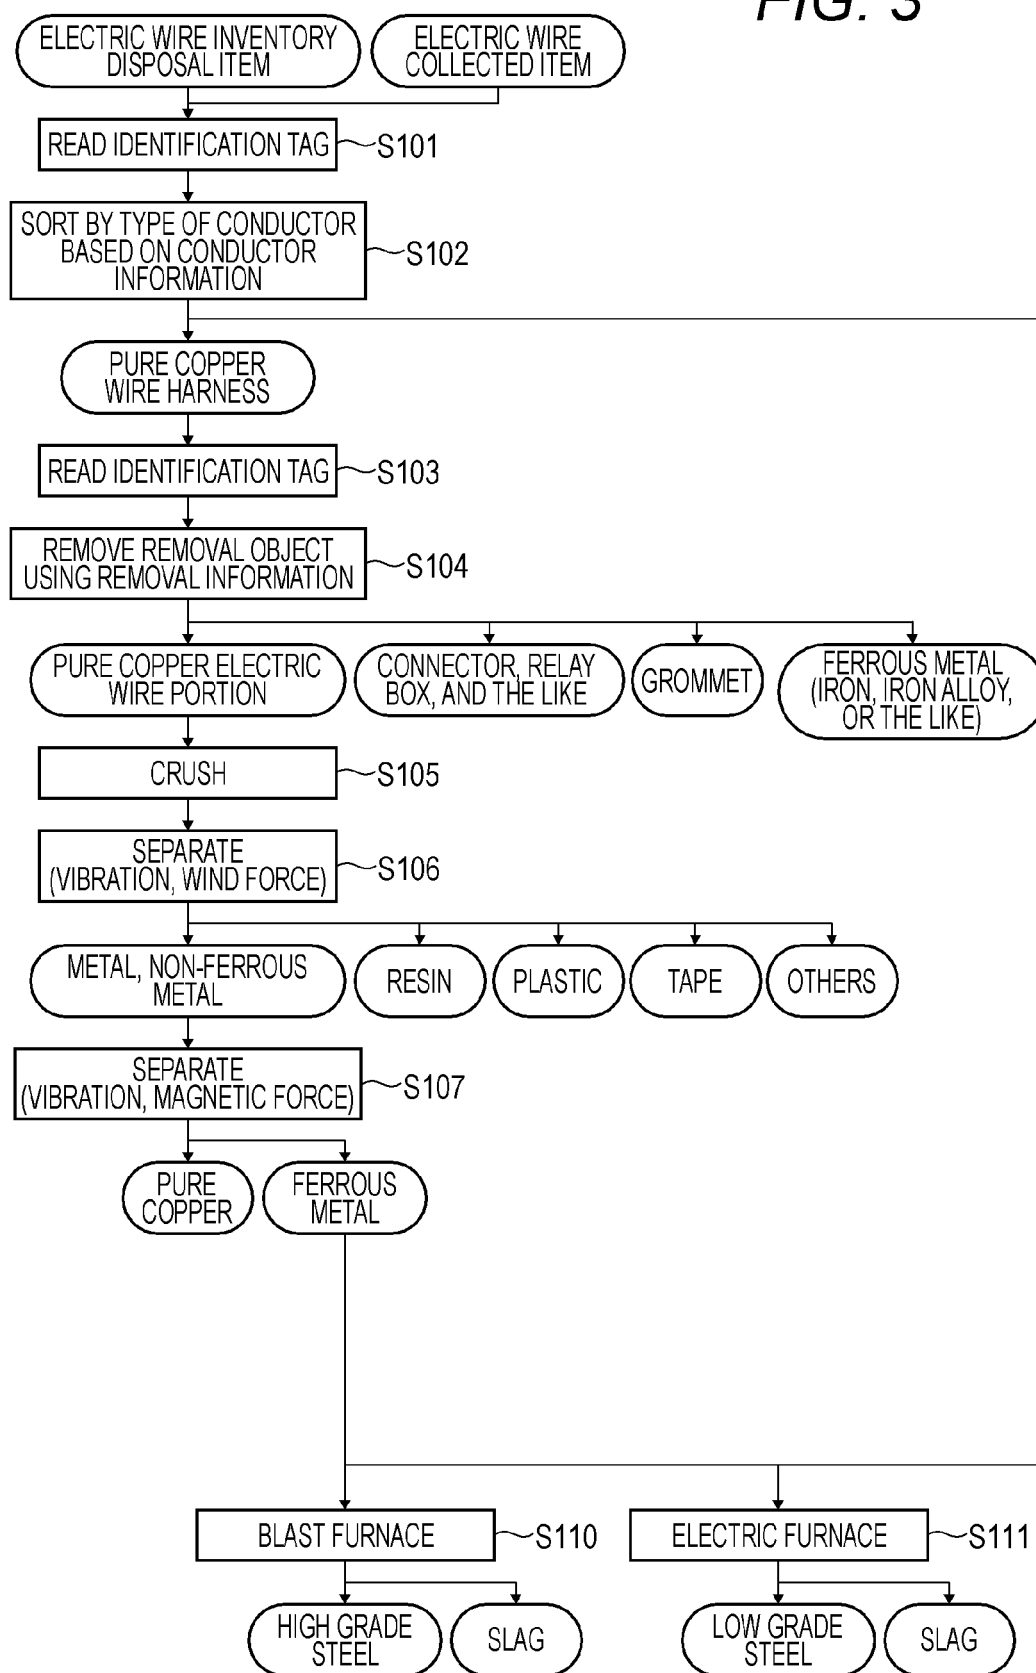 FIG. 3
ELECTRIC WIRE INVENTORY
DISPOSAL ITEM
ELECTRIC WIRE
COLLECTED ITEM
READ IDENTIFICATION TAG
S101
SORT BY TYPE OF CONDUCTOR
BASED ON CONDUCTOR
INFORMATION
S102
PURE COPPER
WIRE HARNESS
READ IDENTIFICATION TAG
S103
REMOVE REMOVAL OBJECT
USING REMOVAL INFORMATION
S104
PURE COPPER ELECTRIC
WIRE PORTION
CONNECTOR, RELAY
BOX, AND THE LIKE
GROMMET
FERROUS METAL
(IRON, IRON ALLOY,
OR THE LIKE)
CRUSH
S105
SEPARATE
(VIBRATION, WIND FORCE)
S106
METAL, NON-FERROUS
METAL
RESIN
PLASTIC
TAPE
OTHERS
SEPARATE
(VIBRATION, MAGNETIC FORCE)
S107
PURE
COPPER
FERROUS
METAL
BLAST FURNACE
S110
ELECTRIC FURNACE
S111
HIGH GRADE
STEEL
SLAG
LOW GRADE
STEEL
SLAG